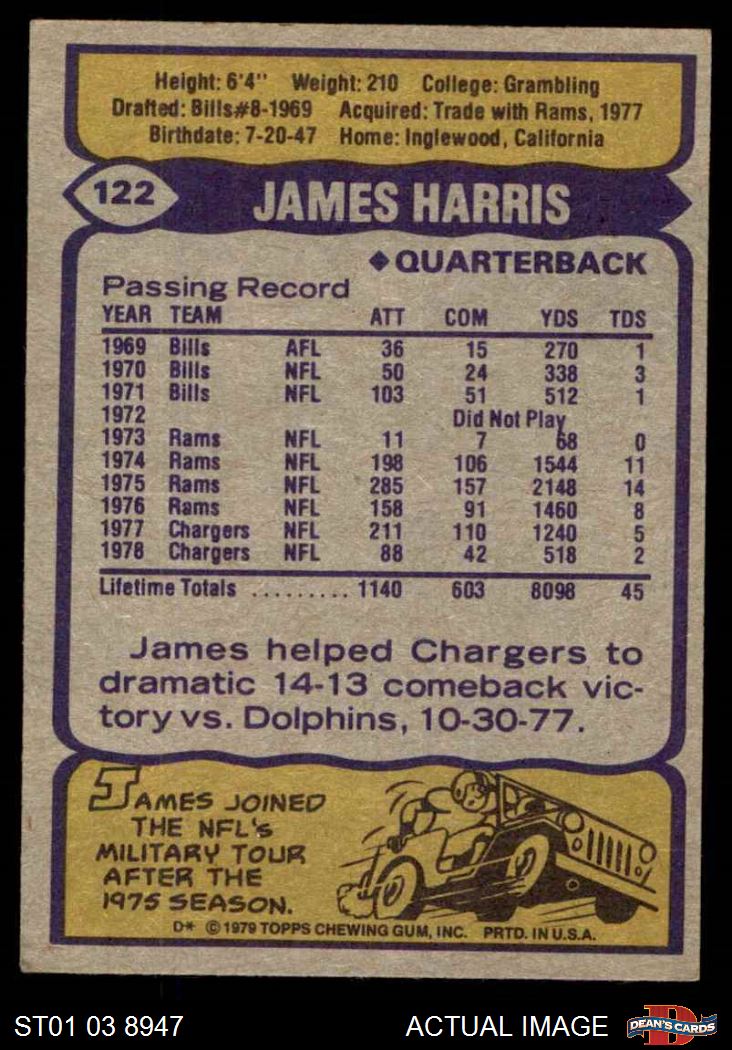 Height: 6'4" Weight: 210 College: Grambling
Drafted: Bills#8-1969 Acquired: Trade with Rams, 1977
Birthdate: 7-20-47 Home: Inglewood, California
122 JAMES HARRIS
◆QUARTERBACK
Passing Record
YEAR TEAM ATT COM YDS TDS
1969 Bills AFL 36 15 270 1
1970 Bills NFL 50 24 338 3
1971 Bills NFL 103 51 512 1
1972 Did Not Play
1973 Rams NFL 11 7 68 0
1974 Rams NFL 198 106 1544 11
1975 Rams NFL 285 157 2148 14
1976 Rams NFL 158 91 1460 8
1977 Chargers NFL 211 110 1240 5
1978 Chargers NFL 88 42 518 2
Lifetime Totals ......... 1140 603 8098 45
James helped Chargers to
dramatic 14-13 comeback vic-
tory vs. Dolphins, 10-30-77.
JAMES JOINED
THE NFL'S
MILITARY TOUR
AFTER THE
1975 SEASON.
D* © 1979 TOPPS CHEWING GUM, INC. PRTD. IN U.S.A.
ST01 03 8947 ACTUAL IMAGE D DEAN'S CARDS